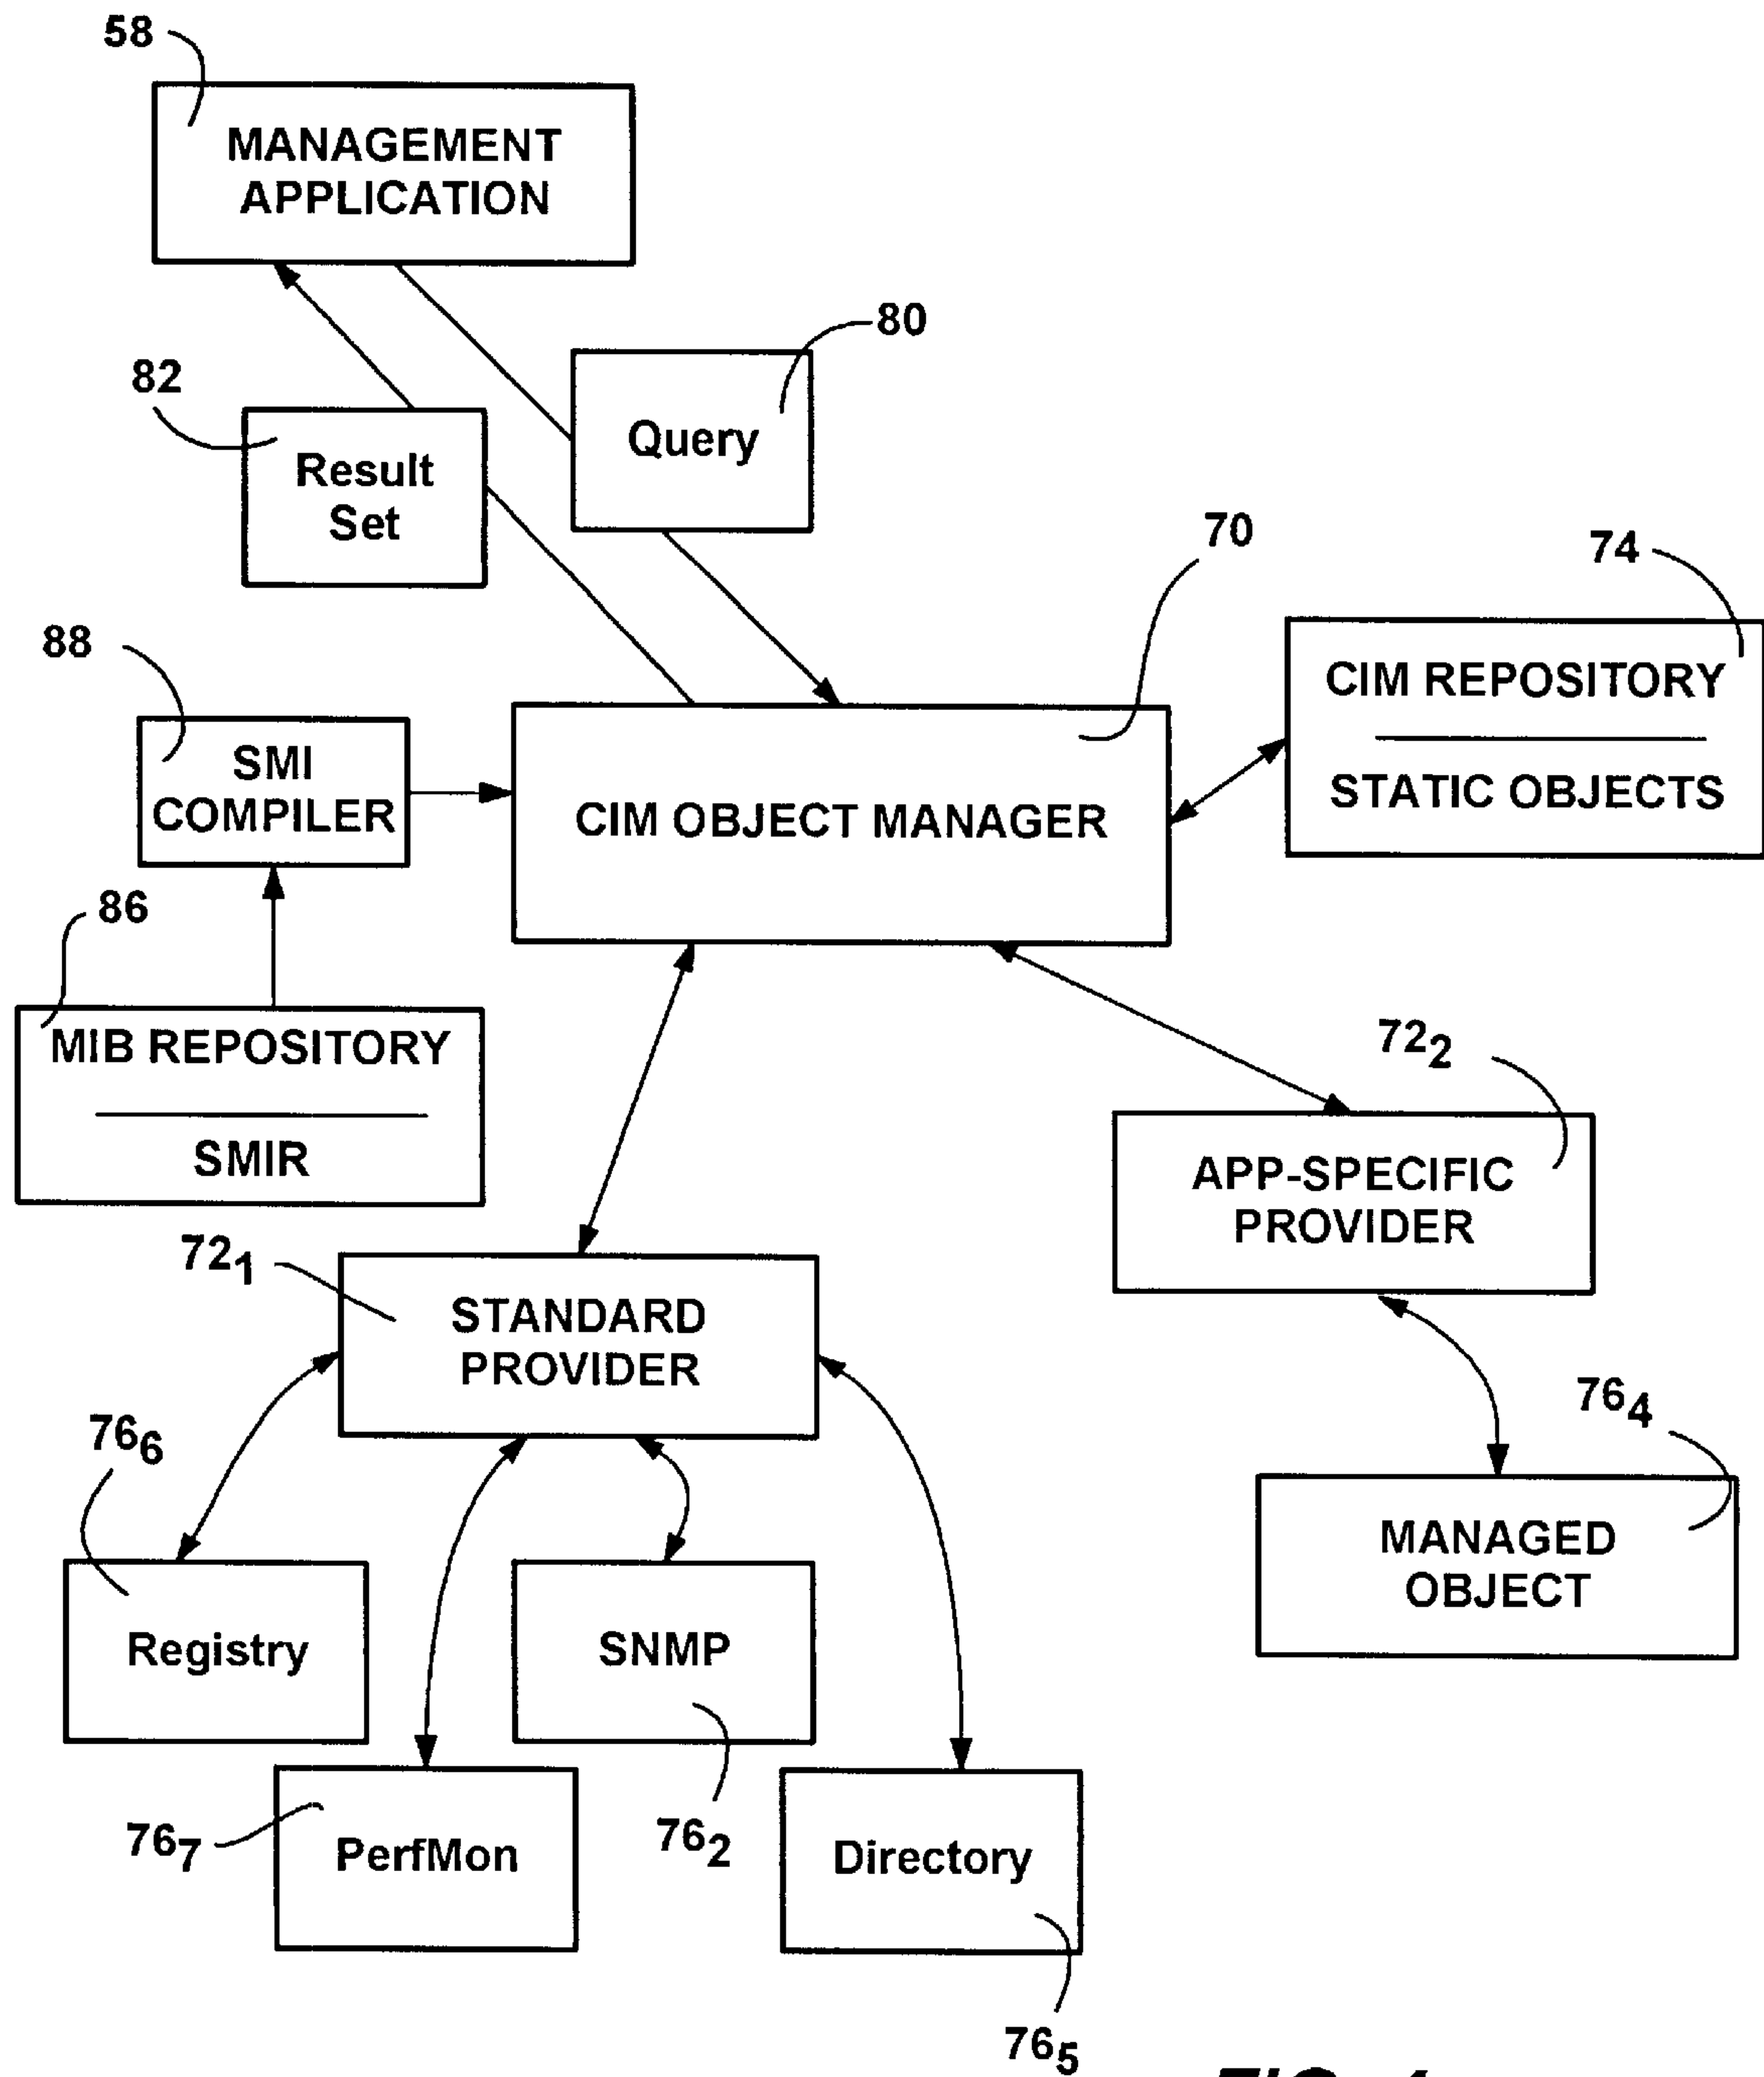 58
MANAGEMENT
APPLICATION
80
Query
82
Result
Set
70
74
CIM REPOSITORY
STATIC OBJECTS
88
SMI
COMPILER
CIM OBJECT MANAGER
86
MIB REPOSITORY
SMIR
72₂
APP-SPECIFIC
PROVIDER
72₁
STANDARD
PROVIDER
76₄
MANAGED
OBJECT
76₆
Registry
SNMP
76₇
PerfMon
76₂
Directory
76₅